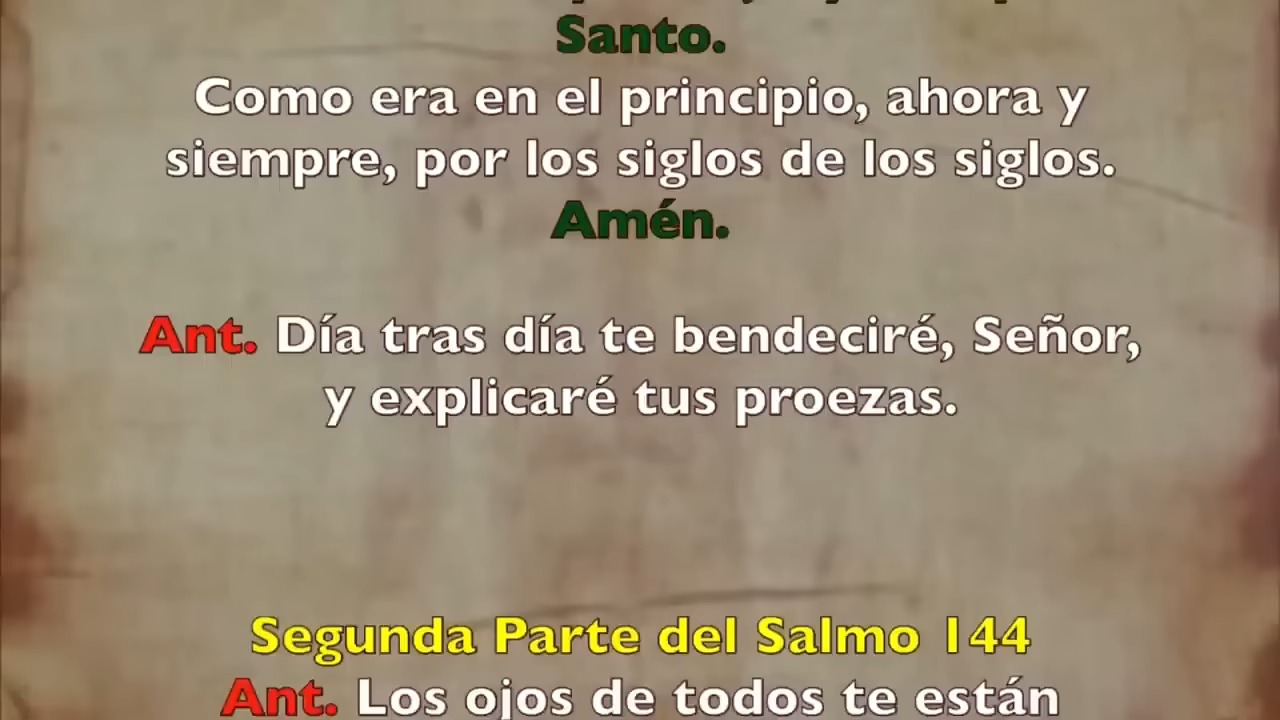 Santo.
Como era en el principio, ahora y
siempre, por los siglos de los siglos.
Amén.
Ant. Día tras día te bendeciré, Señor,
y explicaré tus proezas.
Segunda Parte del Salmo 144
Ant. Los ojos de todos te están